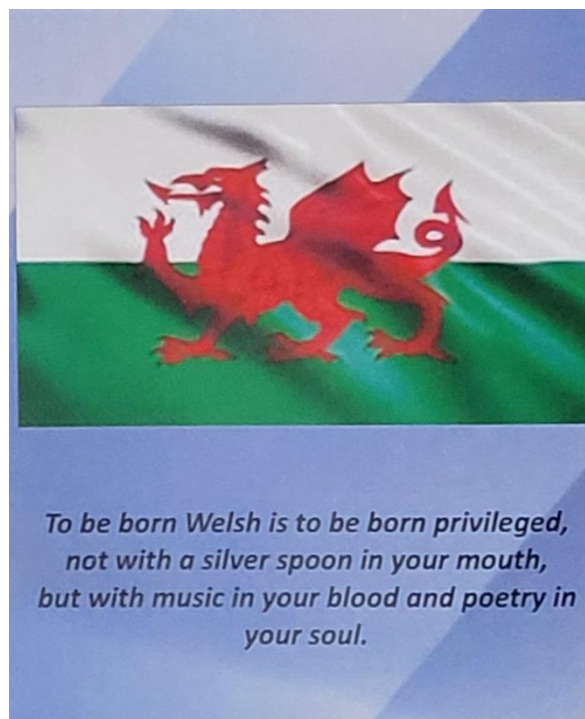 To be born Welsh is to be born privileged,
not with a silver spoon in your mouth,
but with music in your blood and poetry in
your soul.